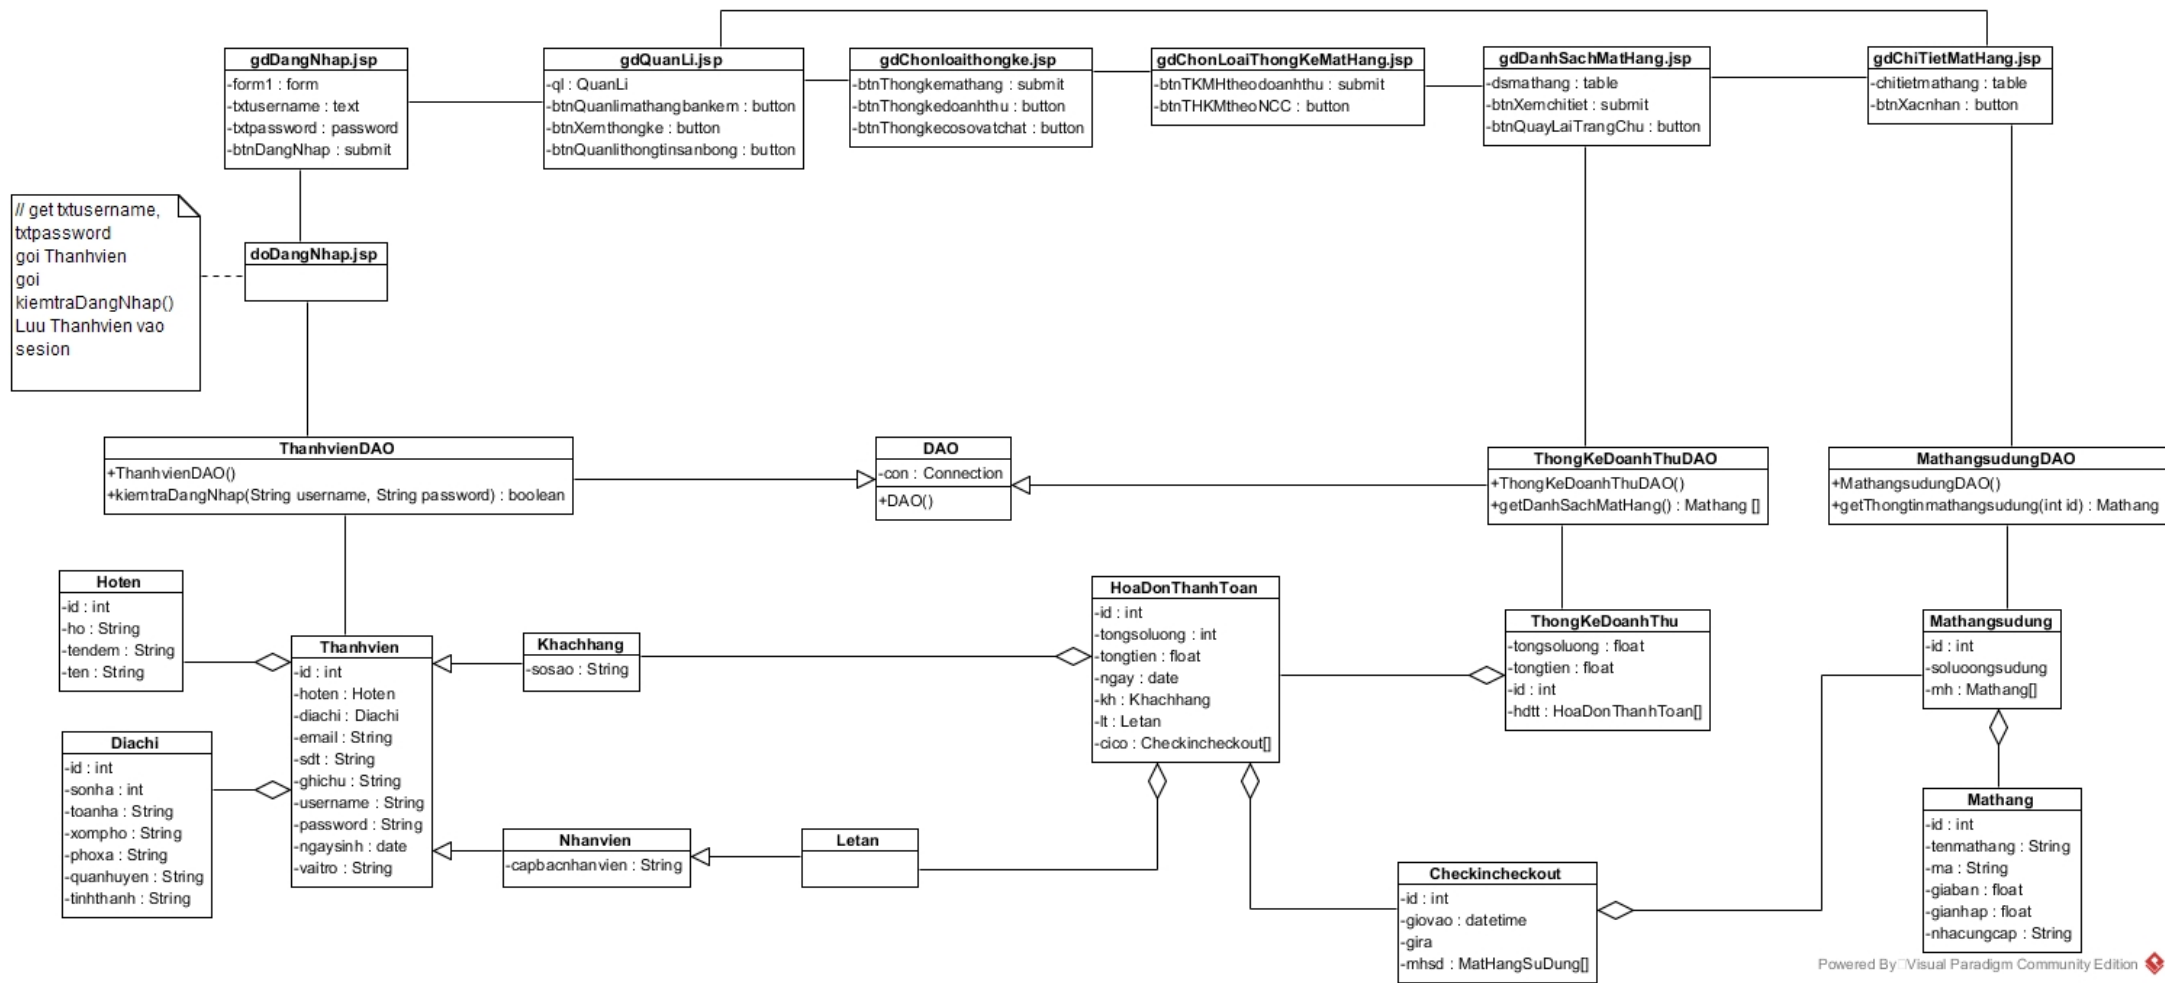 gdDangNhap.jsp
-form1 : form
-txtusername : text
-txtpassword : password
-btnDangNhap : submit
gdQuanLi.jsp
-ql : QuanLi
-btnQuanlimathangbankem : button
-btnXemthongke : button
-btnQuanlithongtinsanbong : button
gdChonloaithongke.jsp
-btnThongkemathang : submit
-btnThongkedoanhthu : button
-btnThongkecosovatchat : button
gdChonLoaiThongKeMatHang.jsp
-btnTKMHtheodoanhthu : submit
-btnTHKMtheoNCC : button
gdDanhSachMatHang.jsp
-dsmathang : table
-btnXemchitiet : submit
-btnQuayLaiTrangChu : button
gdChiTietMatHang.jsp
-chitietmathang : table
-btnXacnhan : button
// get txtusername,
txtpassword
goi Thanhvien
goi
kiemtraDangNhap()
Luu Thanhvien vao
sesion
doDangNhap.jsp
ThanhvienDAO
+ThanhvienDAO()
+kiemtraDangNhap(String username, String password) : boolean
DAO
-con : Connection
+DAO()
ThongKeDoanhThuDAO
+ThongKeDoanhThuDAO()
+getDanhSachMatHang() : Mathang []
MathangsudungDAO
+MathangsudungDAO()
+getThongtinmathangsudung(int id) : Mathang
Hoten
-id : int
-ho : String
-tendem : String
-ten : String
Thanhvien
-id : int
-hoten : Hoten
-diachi : Diachi
-email : String
-sdt : String
-ghichu : String
-username : String
-password : String
-ngaysinh : date
-vaitro : String
Khachhang
-sosao : String
HoaDonThanhToan
-id : int
-tongsoluong : int
-tongtien : float
-ngay : date
-kh : Khachhang
-lt : Letan
-cico : Checkincheckout[]
ThongKeDoanhThu
-tongsoluong : float
-tongtien : float
-id : int
-hdtt : HoaDonThanhToan[]
Mathangsudung
-id : int
-soluoongsudung
-mh : Mathang[]
Diachi
-id : int
-sonha : int
-toanha : String
-xompho : String
-phoxa : String
-quanhuyen : String
-tinhthanh : String
Nhanvien
-capbacnhanvien : String
Letan
Checkincheckout
-id : int
-giovao : datetime
-gira
-mhsd : MatHangSuDung[]
Mathang
-id : int
-tenmathang : String
-ma : String
-giaban : float
-gianhap : float
-nhacungcap : String
Powered By Visual Paradigm Community Edition